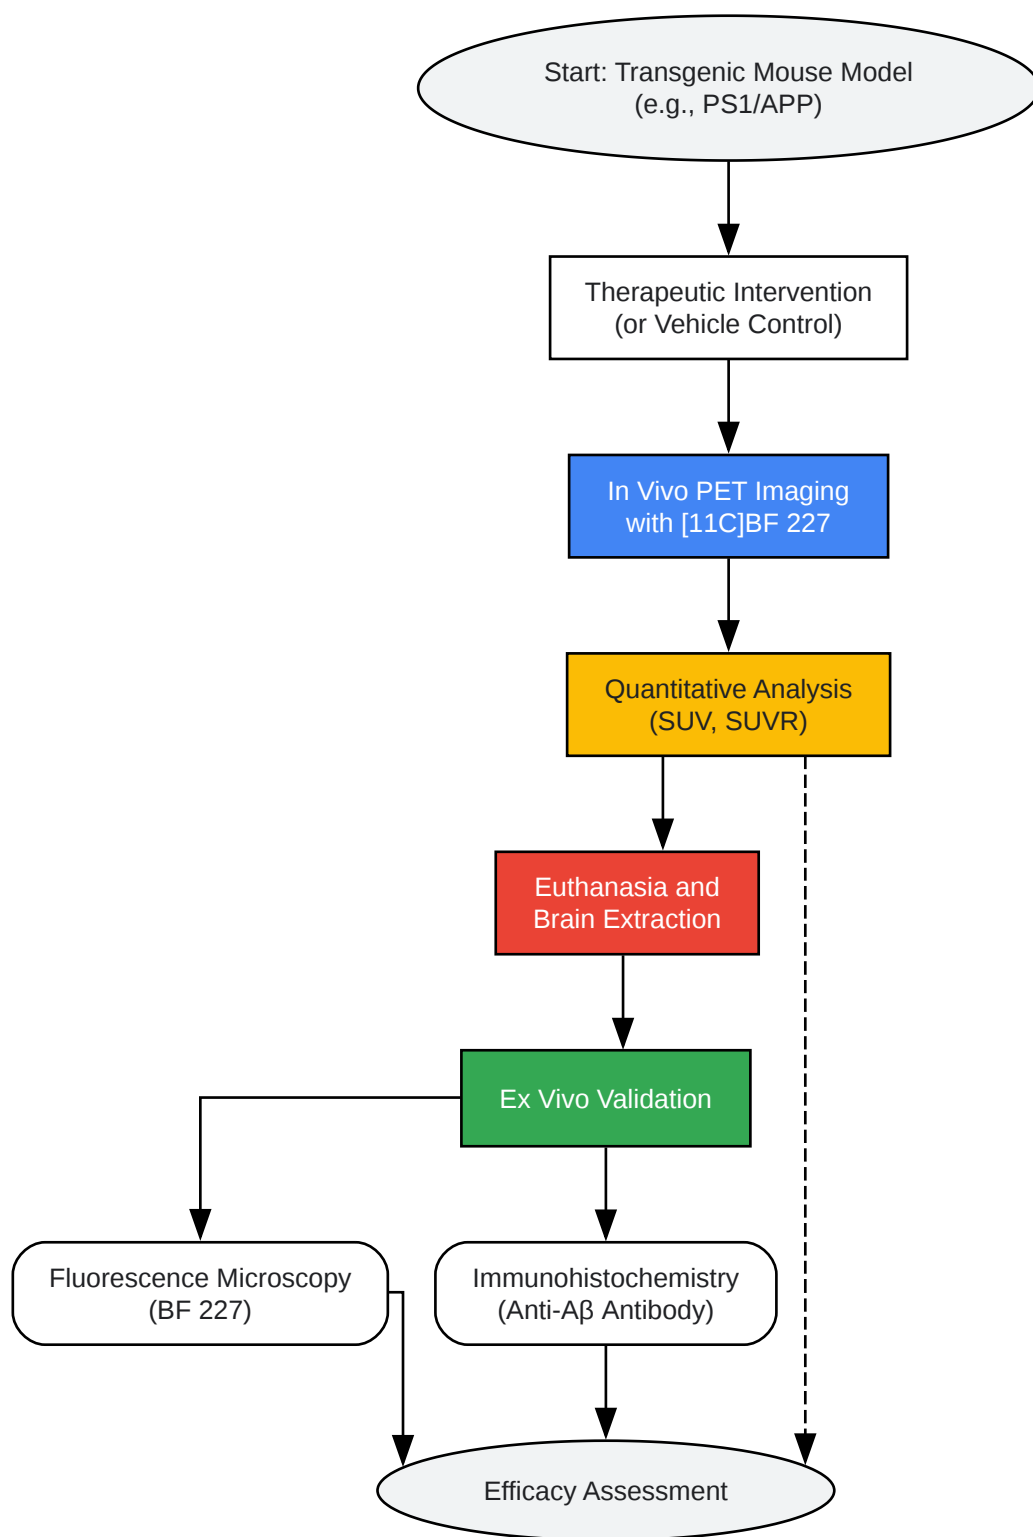 Start: Transgenic Mouse Model
(e.g., PS1/APP)
Therapeutic Intervention
(or Vehicle Control)
In Vivo PET Imaging
with [11C]BF 227
Quantitative Analysis
(SUV, SUVR)
Euthanasia and
Brain Extraction
Ex Vivo Validation
Fluorescence Microscopy
(BF 227)
Immunohistochemistry
(Anti-Aβ Antibody)
Efficacy Assessment